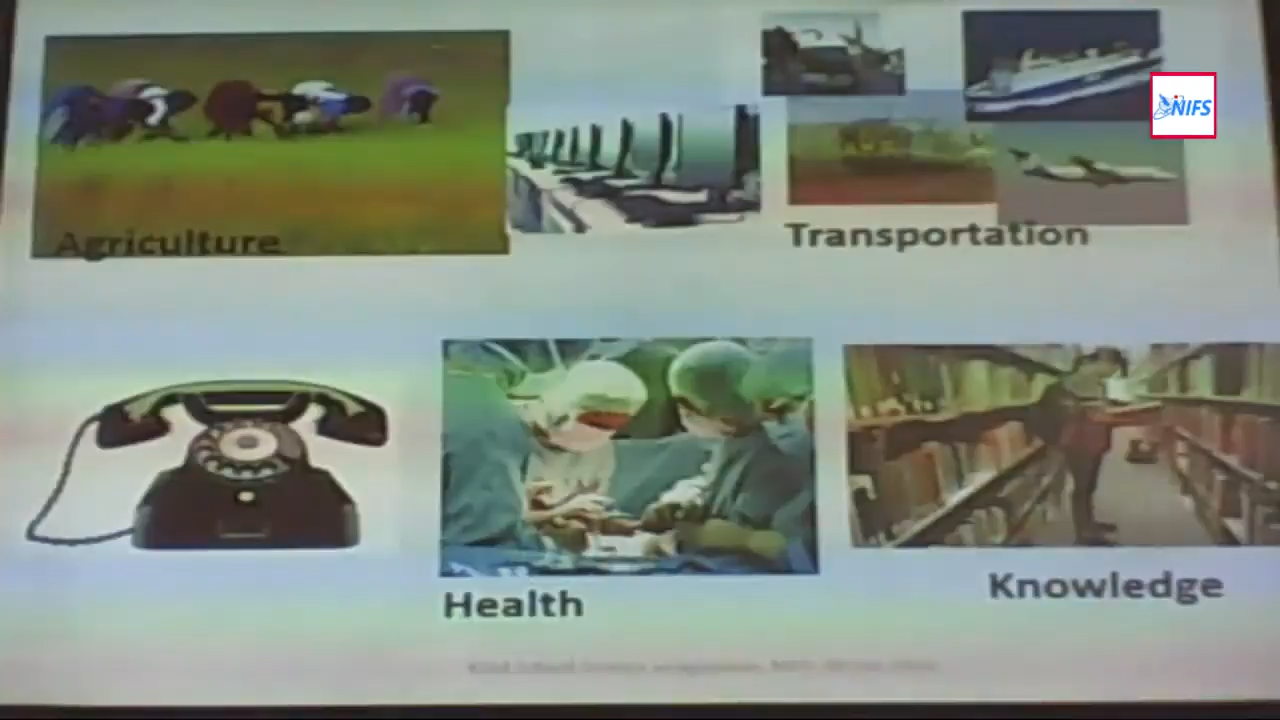 NIFS
Agriculture
Transportation
Health
Knowledge